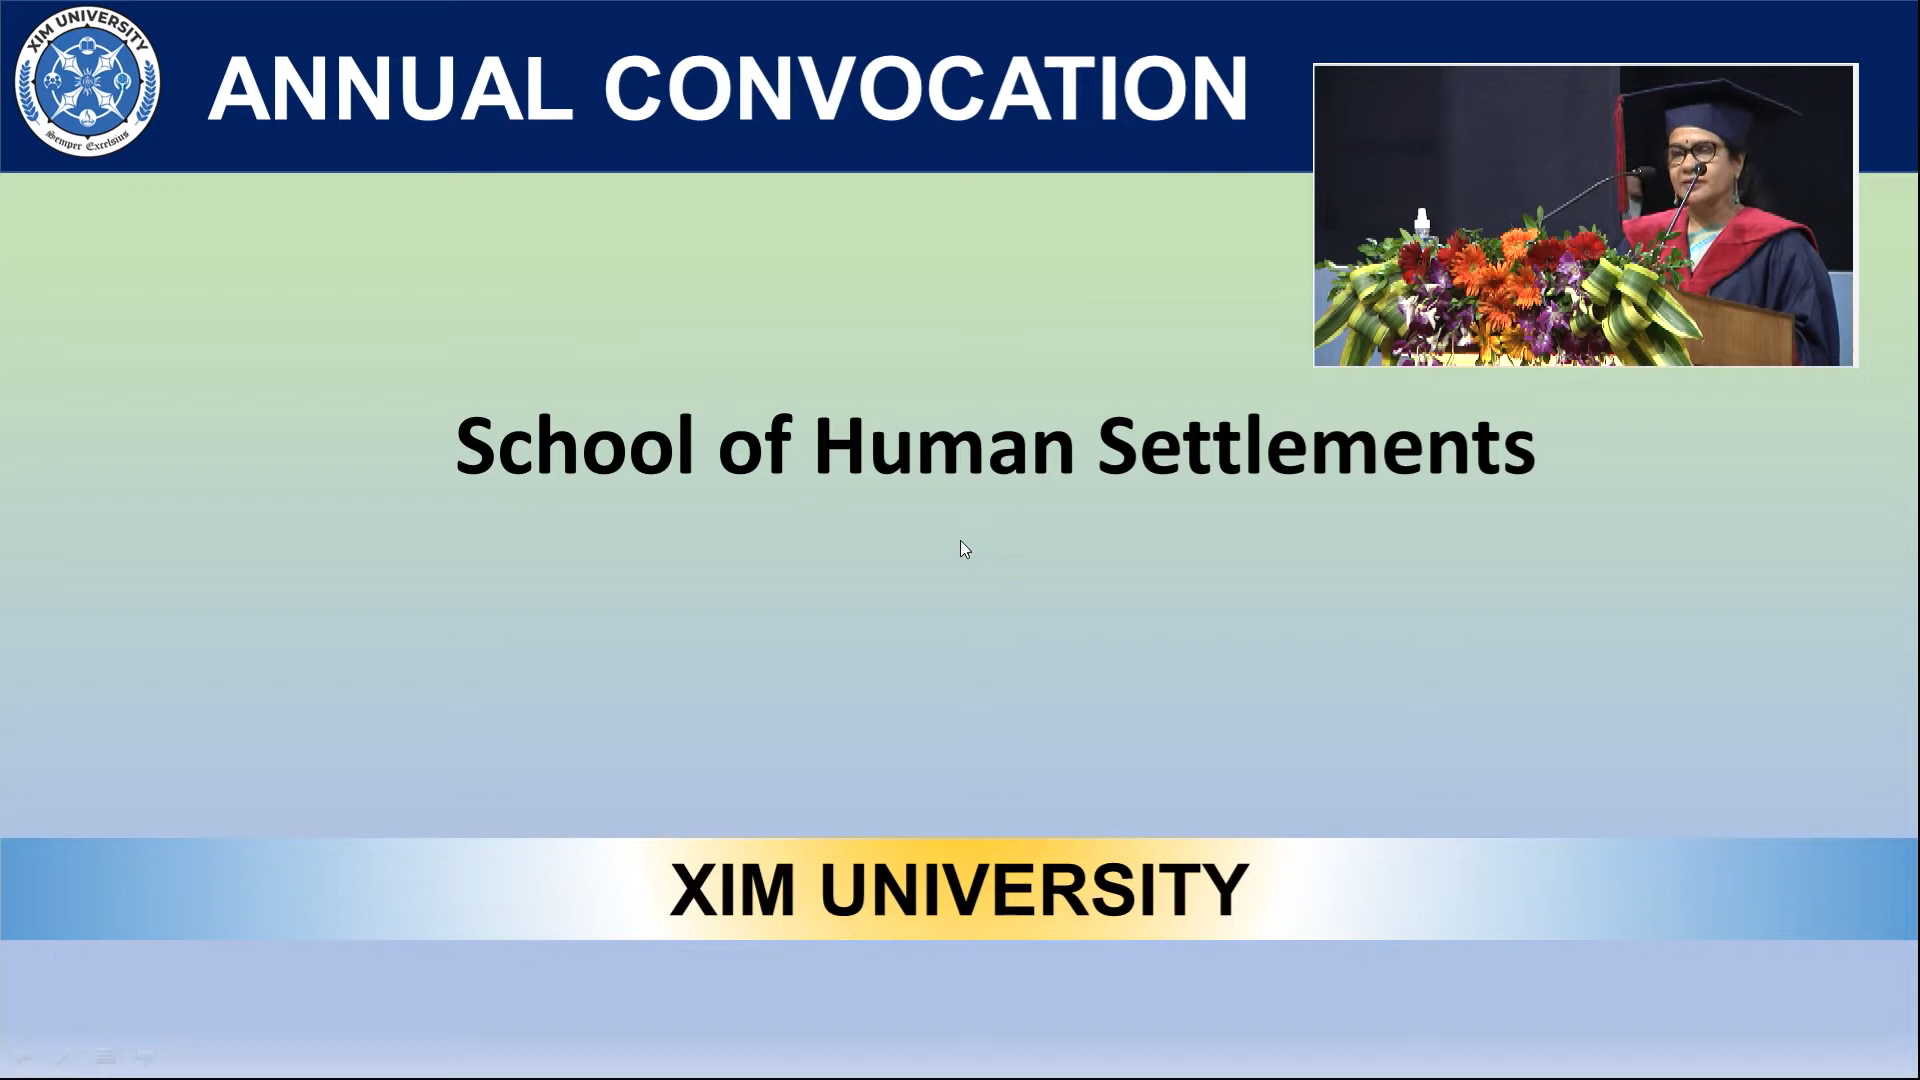 XIM UNIVERSITY
Semper Excelsius
ANNUAL CONVOCATION
School of Human Settlements
XIM UNIVERSITY